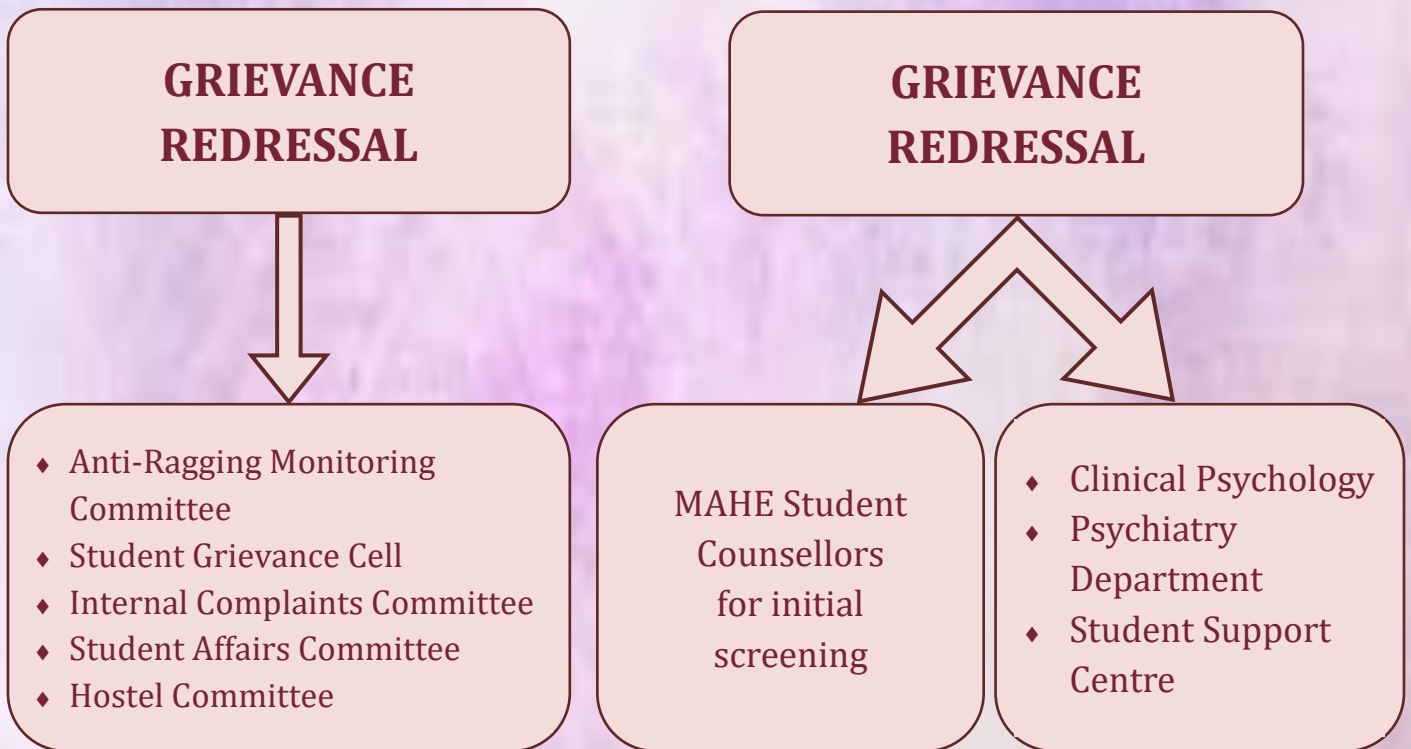 GRIEVANCE
REDRESSAL
GRIEVANCE
REDRESSAL
♦ Anti-Ragging Monitoring
Committee
♦ Student Grievance Cell
♦ Internal Complaints Committee
♦ Student Affairs Committee
♦ Hostel Committee
MAHE Student
Counsellors
for initial
screening
♦ Clinical Psychology
♦ Psychiatry
Department
♦ Student Support
Centre